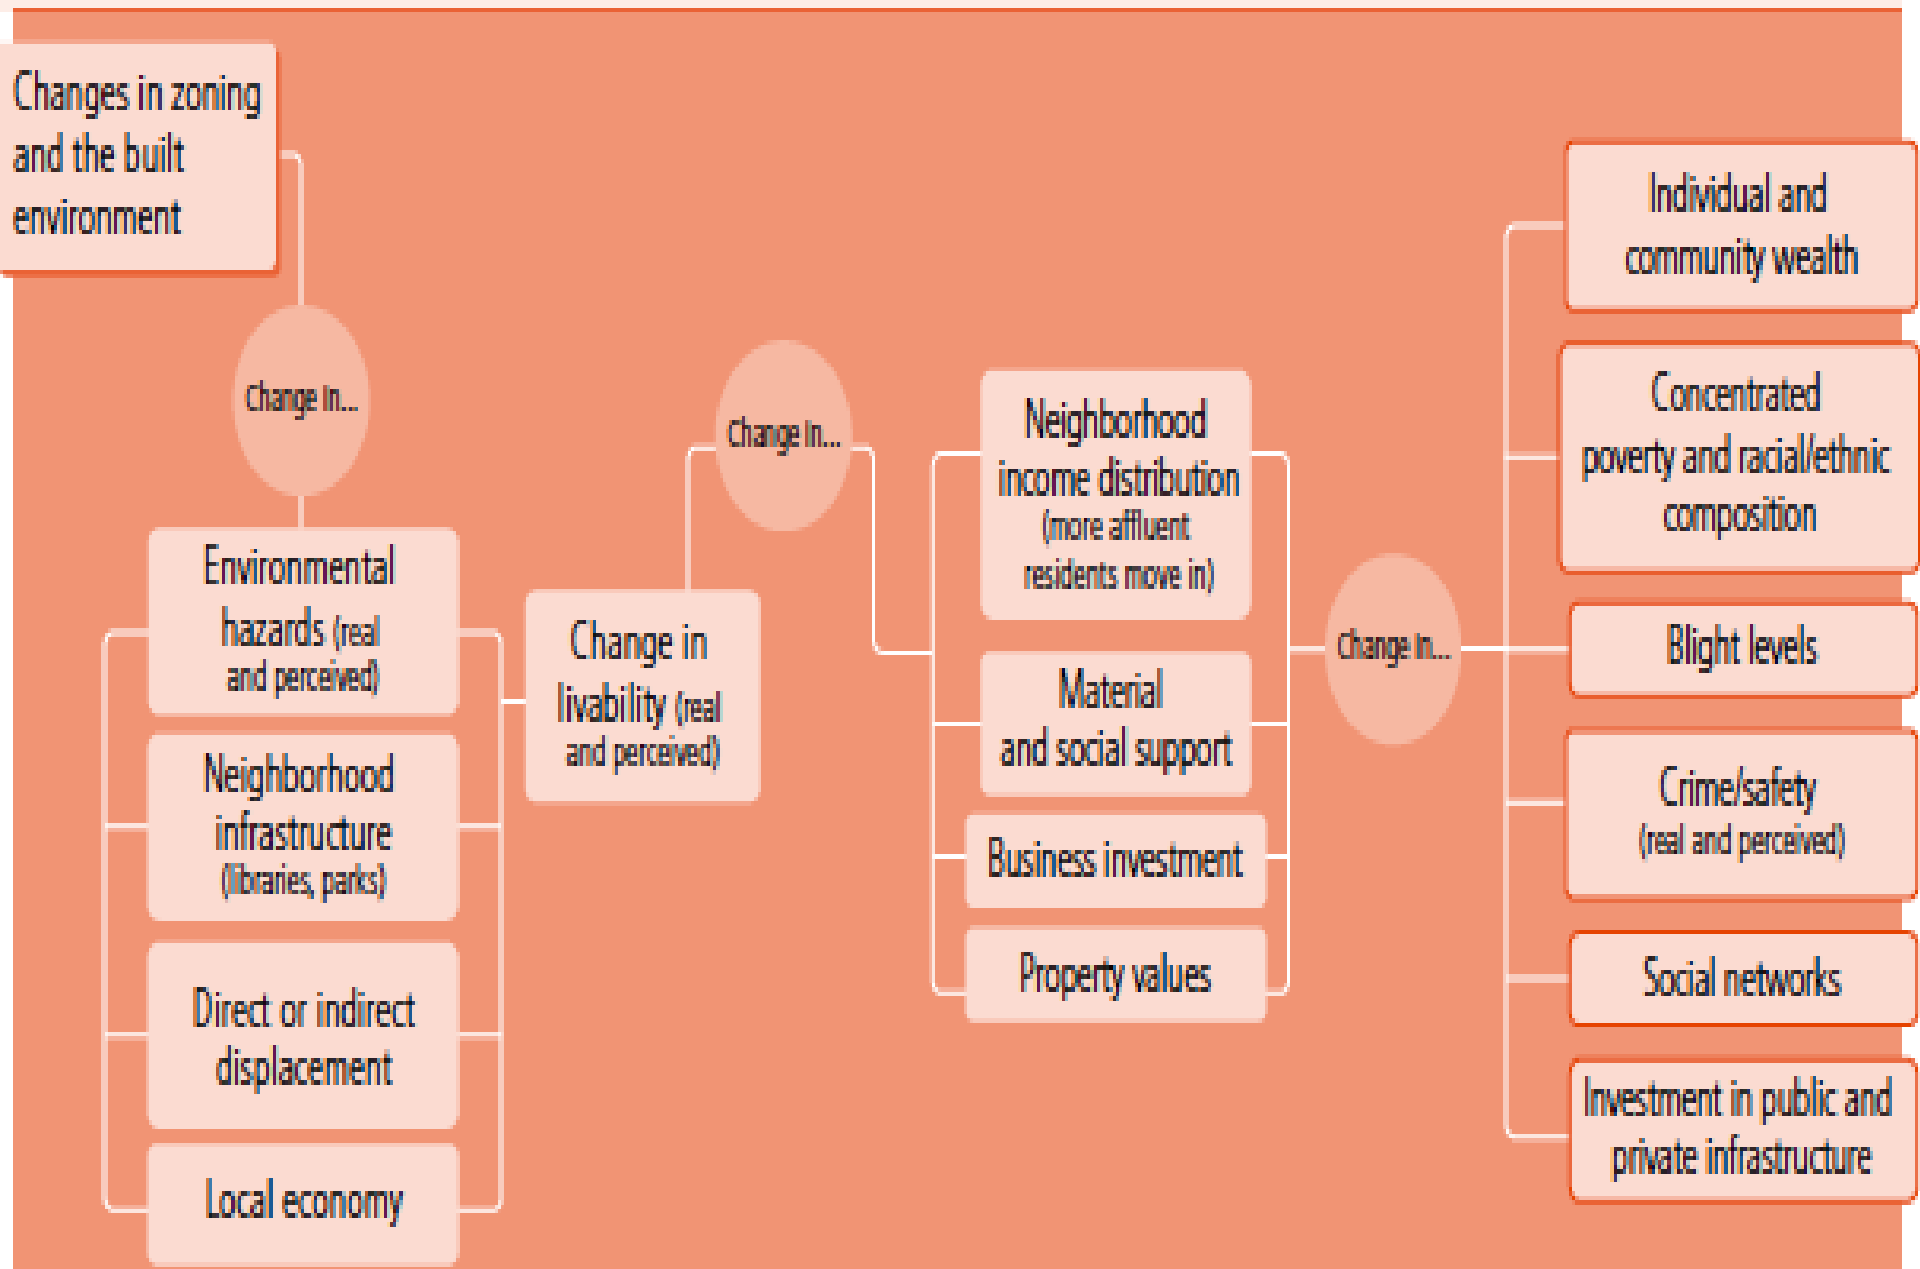 Changes in zoning
and the built
environment
Change in...
Environmental
hazards (real
and perceived)
Neighborhood
infrastructure
(libraries, parks)
Direct or indirect
displacement
Local economy
Change in
livability (real
and perceived)
Change in...
Neighborhood
income distribution
(more affluent
residents move in)
Material
and social support
Business investment
Property values
Change in...
Individual and
community wealth
Concentrated
poverty and racial/ethnic
composition
Blight levels
Crime/safety
(real and perceived)
Social networks
Investment in public and
private infrastructure